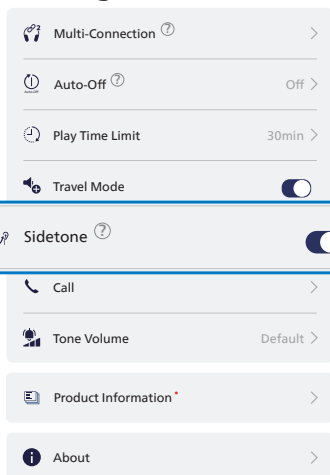 Multi-Connection ?
Auto-Off ? Off
Play Time Limit 30min
Travel Mode
Sidetone ?
Call
Tone Volume Default
Product Information
About